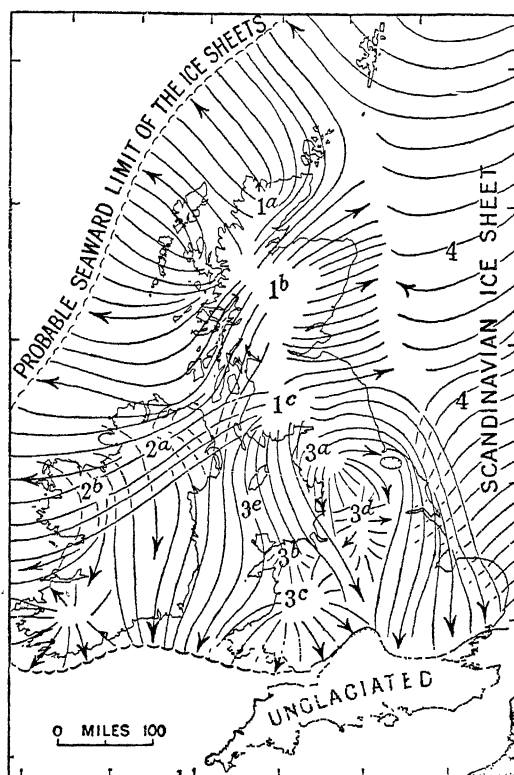 PROBABLE SEAWARD LIMIT OF THE ICE SHEETS
SCANDINAVIAN ICE SHEET
1a
1b
4
1c
4
2a
2b
3a
3e
3d
3b
3c
UNGLACIATED
0 MILES 100